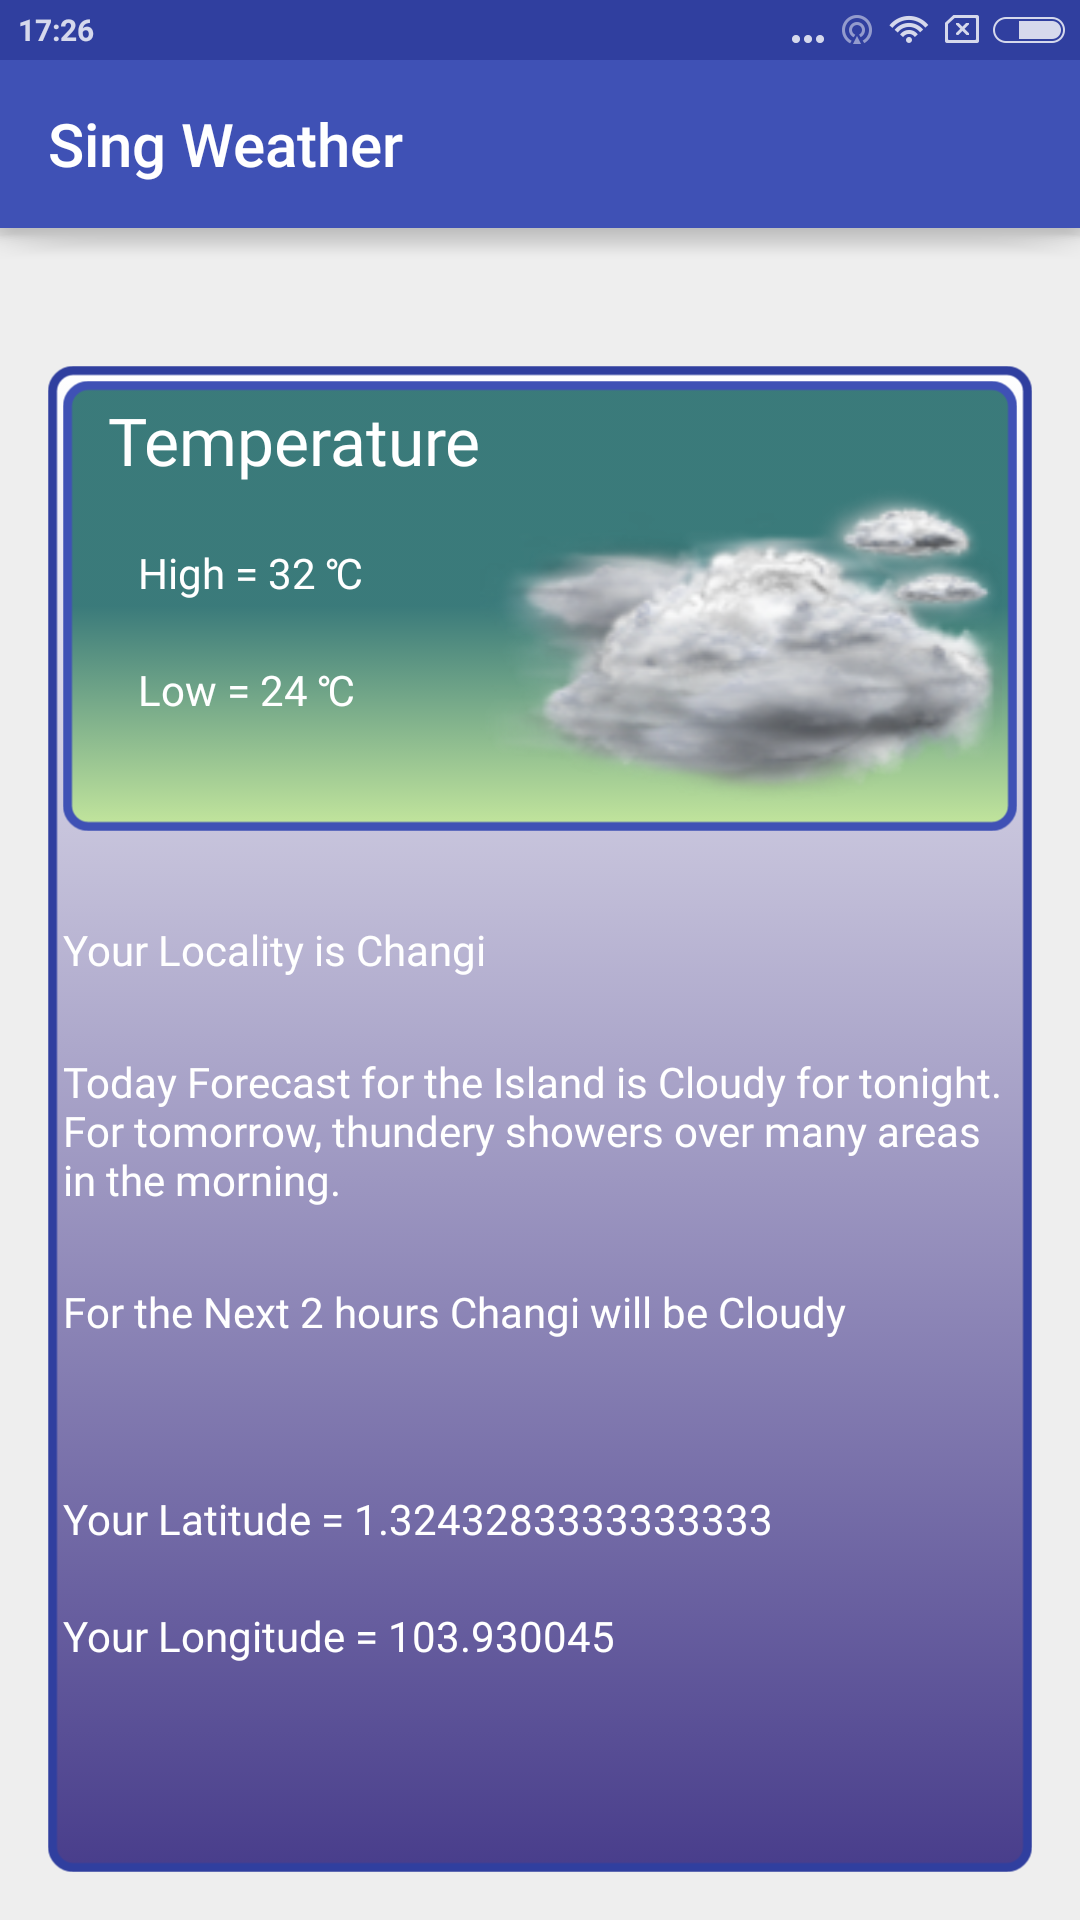 17:26
Sing Weather
Temperature
High = 32 ℃
Low = 24 ℃
Your Locality is Changi
Today Forecast for the Island is Cloudy for tonight.
For tomorrow, thundery showers over many areas
in the morning.
For the Next 2 hours Changi will be Cloudy
Your Latitude = 1.3243283333333333
Your Longitude = 103.930045